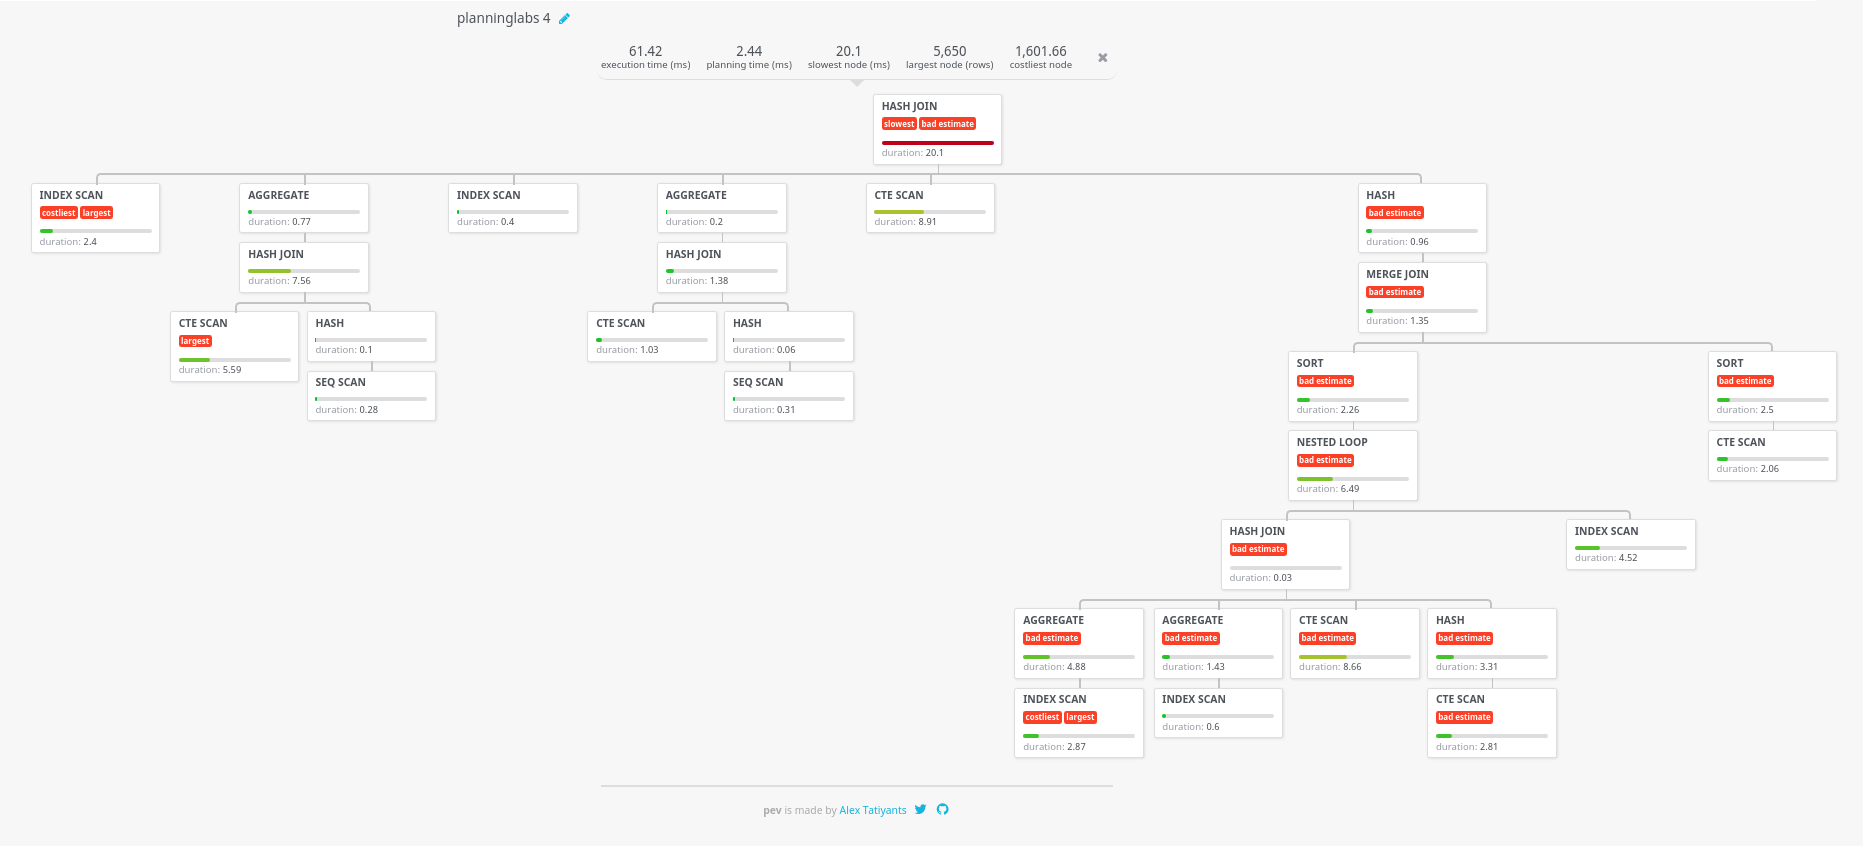 planninglabs 4
61.42 2.44 20.1 5,650 1,601.66
execution time (ms) planning time (ms) slowest node (ms) largest node (rows) costliest node
HASH JOIN
slowest bad estimate
duration: 20.1
INDEX SCAN
costliest largest
duration: 2.4
AGGREGATE
duration: 0.77
HASH JOIN
duration: 7.56
CTE SCAN
largest
duration: 5.59
HASH
duration: 0.1
SEQ SCAN
duration: 0.28
INDEX SCAN
duration: 0.4
AGGREGATE
duration: 0.2
HASH JOIN
duration: 1.38
CTE SCAN
duration: 1.03
HASH
duration: 0.06
SEQ SCAN
duration: 0.31
CTE SCAN
duration: 8.91
HASH
bad estimate
duration: 0.96
MERGE JOIN
bad estimate
duration: 1.35
SORT
bad estimate
duration: 2.26
NESTED LOOP
bad estimate
duration: 6.49
HASH JOIN
bad estimate
duration: 0.03
AGGREGATE
bad estimate
duration: 4.88
INDEX SCAN
costliest largest
duration: 2.87
AGGREGATE
bad estimate
duration: 1.43
INDEX SCAN
duration: 0.6
CTE SCAN
bad estimate
duration: 8.66
HASH
bad estimate
duration: 3.31
CTE SCAN
bad estimate
duration: 2.81
INDEX SCAN
duration: 4.52
SORT
bad estimate
duration: 2.5
CTE SCAN
duration: 2.06
pev is made by Alex Tatiyants